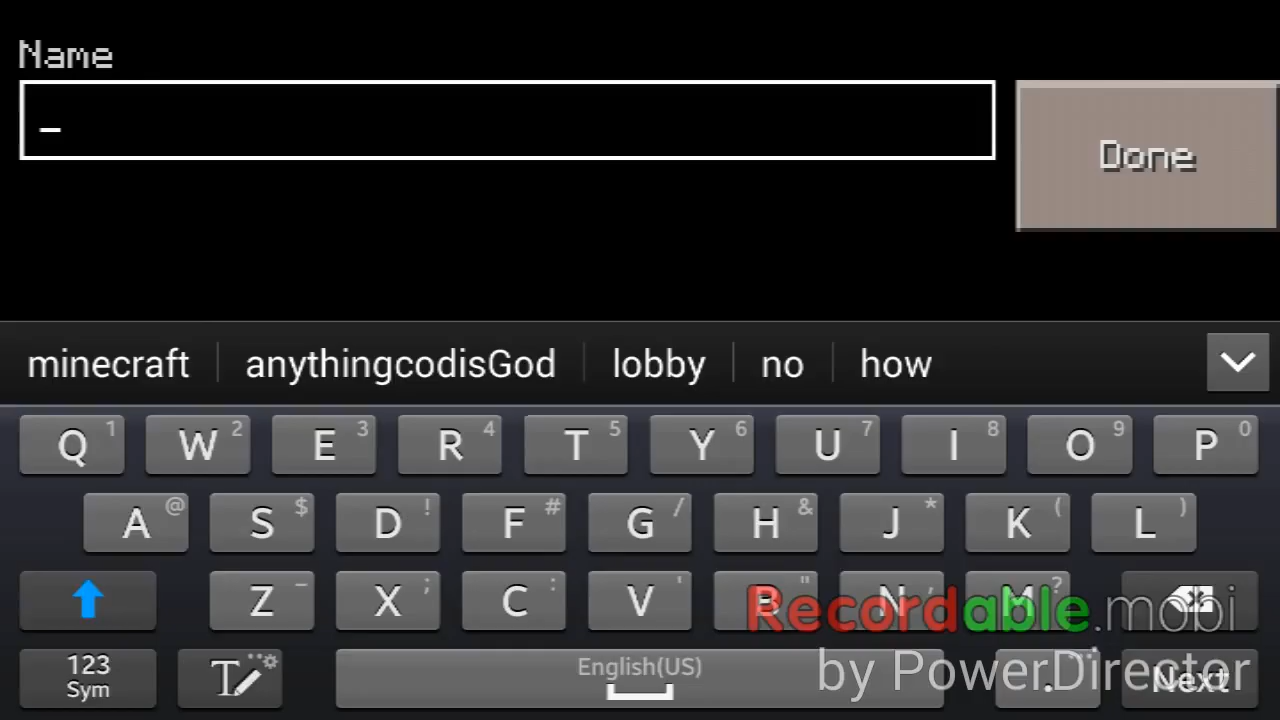 Name
_
Done
minecraft anythingcodisGod lobby no how
Q 1 W 2 E 3 R 4 T 5 Y 6 U 7 I 8 O 9 P 0
A @ S $ D ! F # G / H & J * K ( L )
Z - X ; C : V ' B " N , M ?
Recordable.mobi
123 Sym T English(US) . Next
by PowerDirector